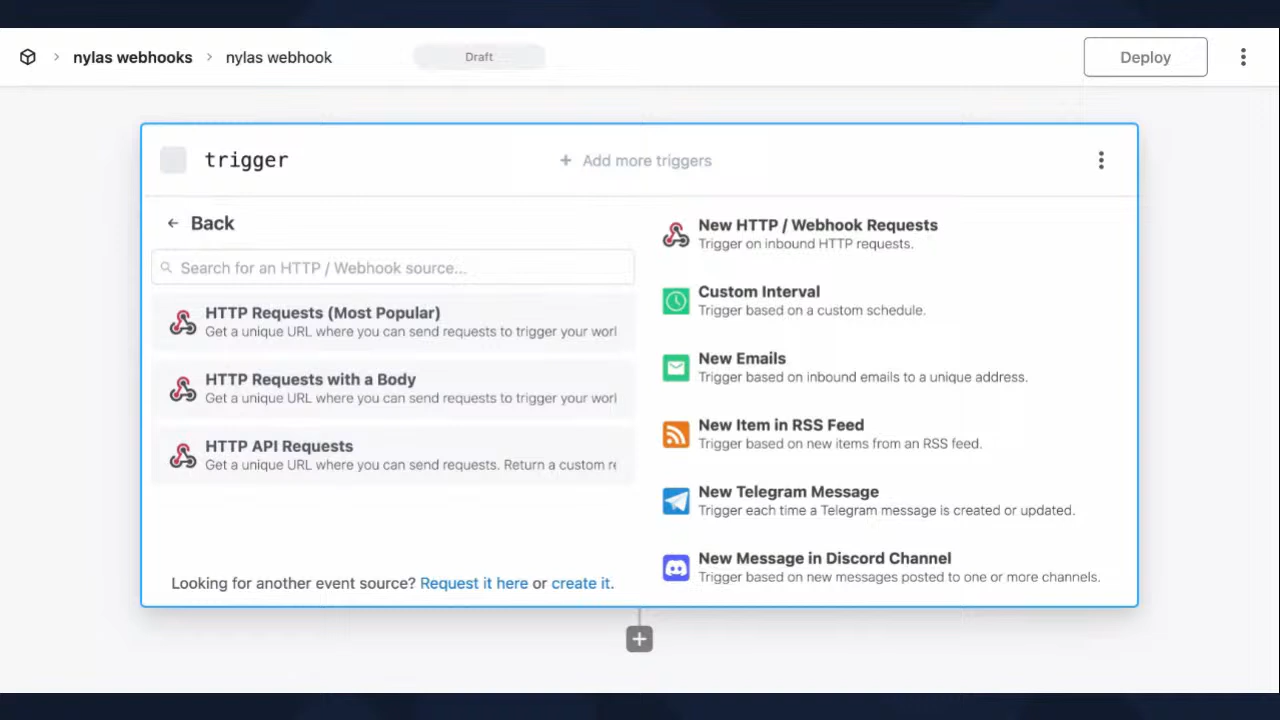 nylas webhooks
nylas webhook
Draft
Deploy
trigger
+ Add more triggers
← Back
Search for an HTTP / Webhook source...
HTTP Requests (Most Popular)
Get a unique URL where you can send requests to trigger your worl
HTTP Requests with a Body
Get a unique URL where you can send requests to trigger your worl
HTTP API Requests
Get a unique URL where you can send requests. Return a custom re
Looking for another event source? Request it here or create it.
New HTTP / Webhook Requests
Trigger on inbound HTTP requests.
Custom Interval
Trigger based on a custom schedule.
New Emails
Trigger based on inbound emails to a unique address.
New Item in RSS Feed
Trigger based on new items from an RSS feed.
New Telegram Message
Trigger each time a Telegram message is created or updated.
New Message in Discord Channel
Trigger based on new messages posted to one or more channels.